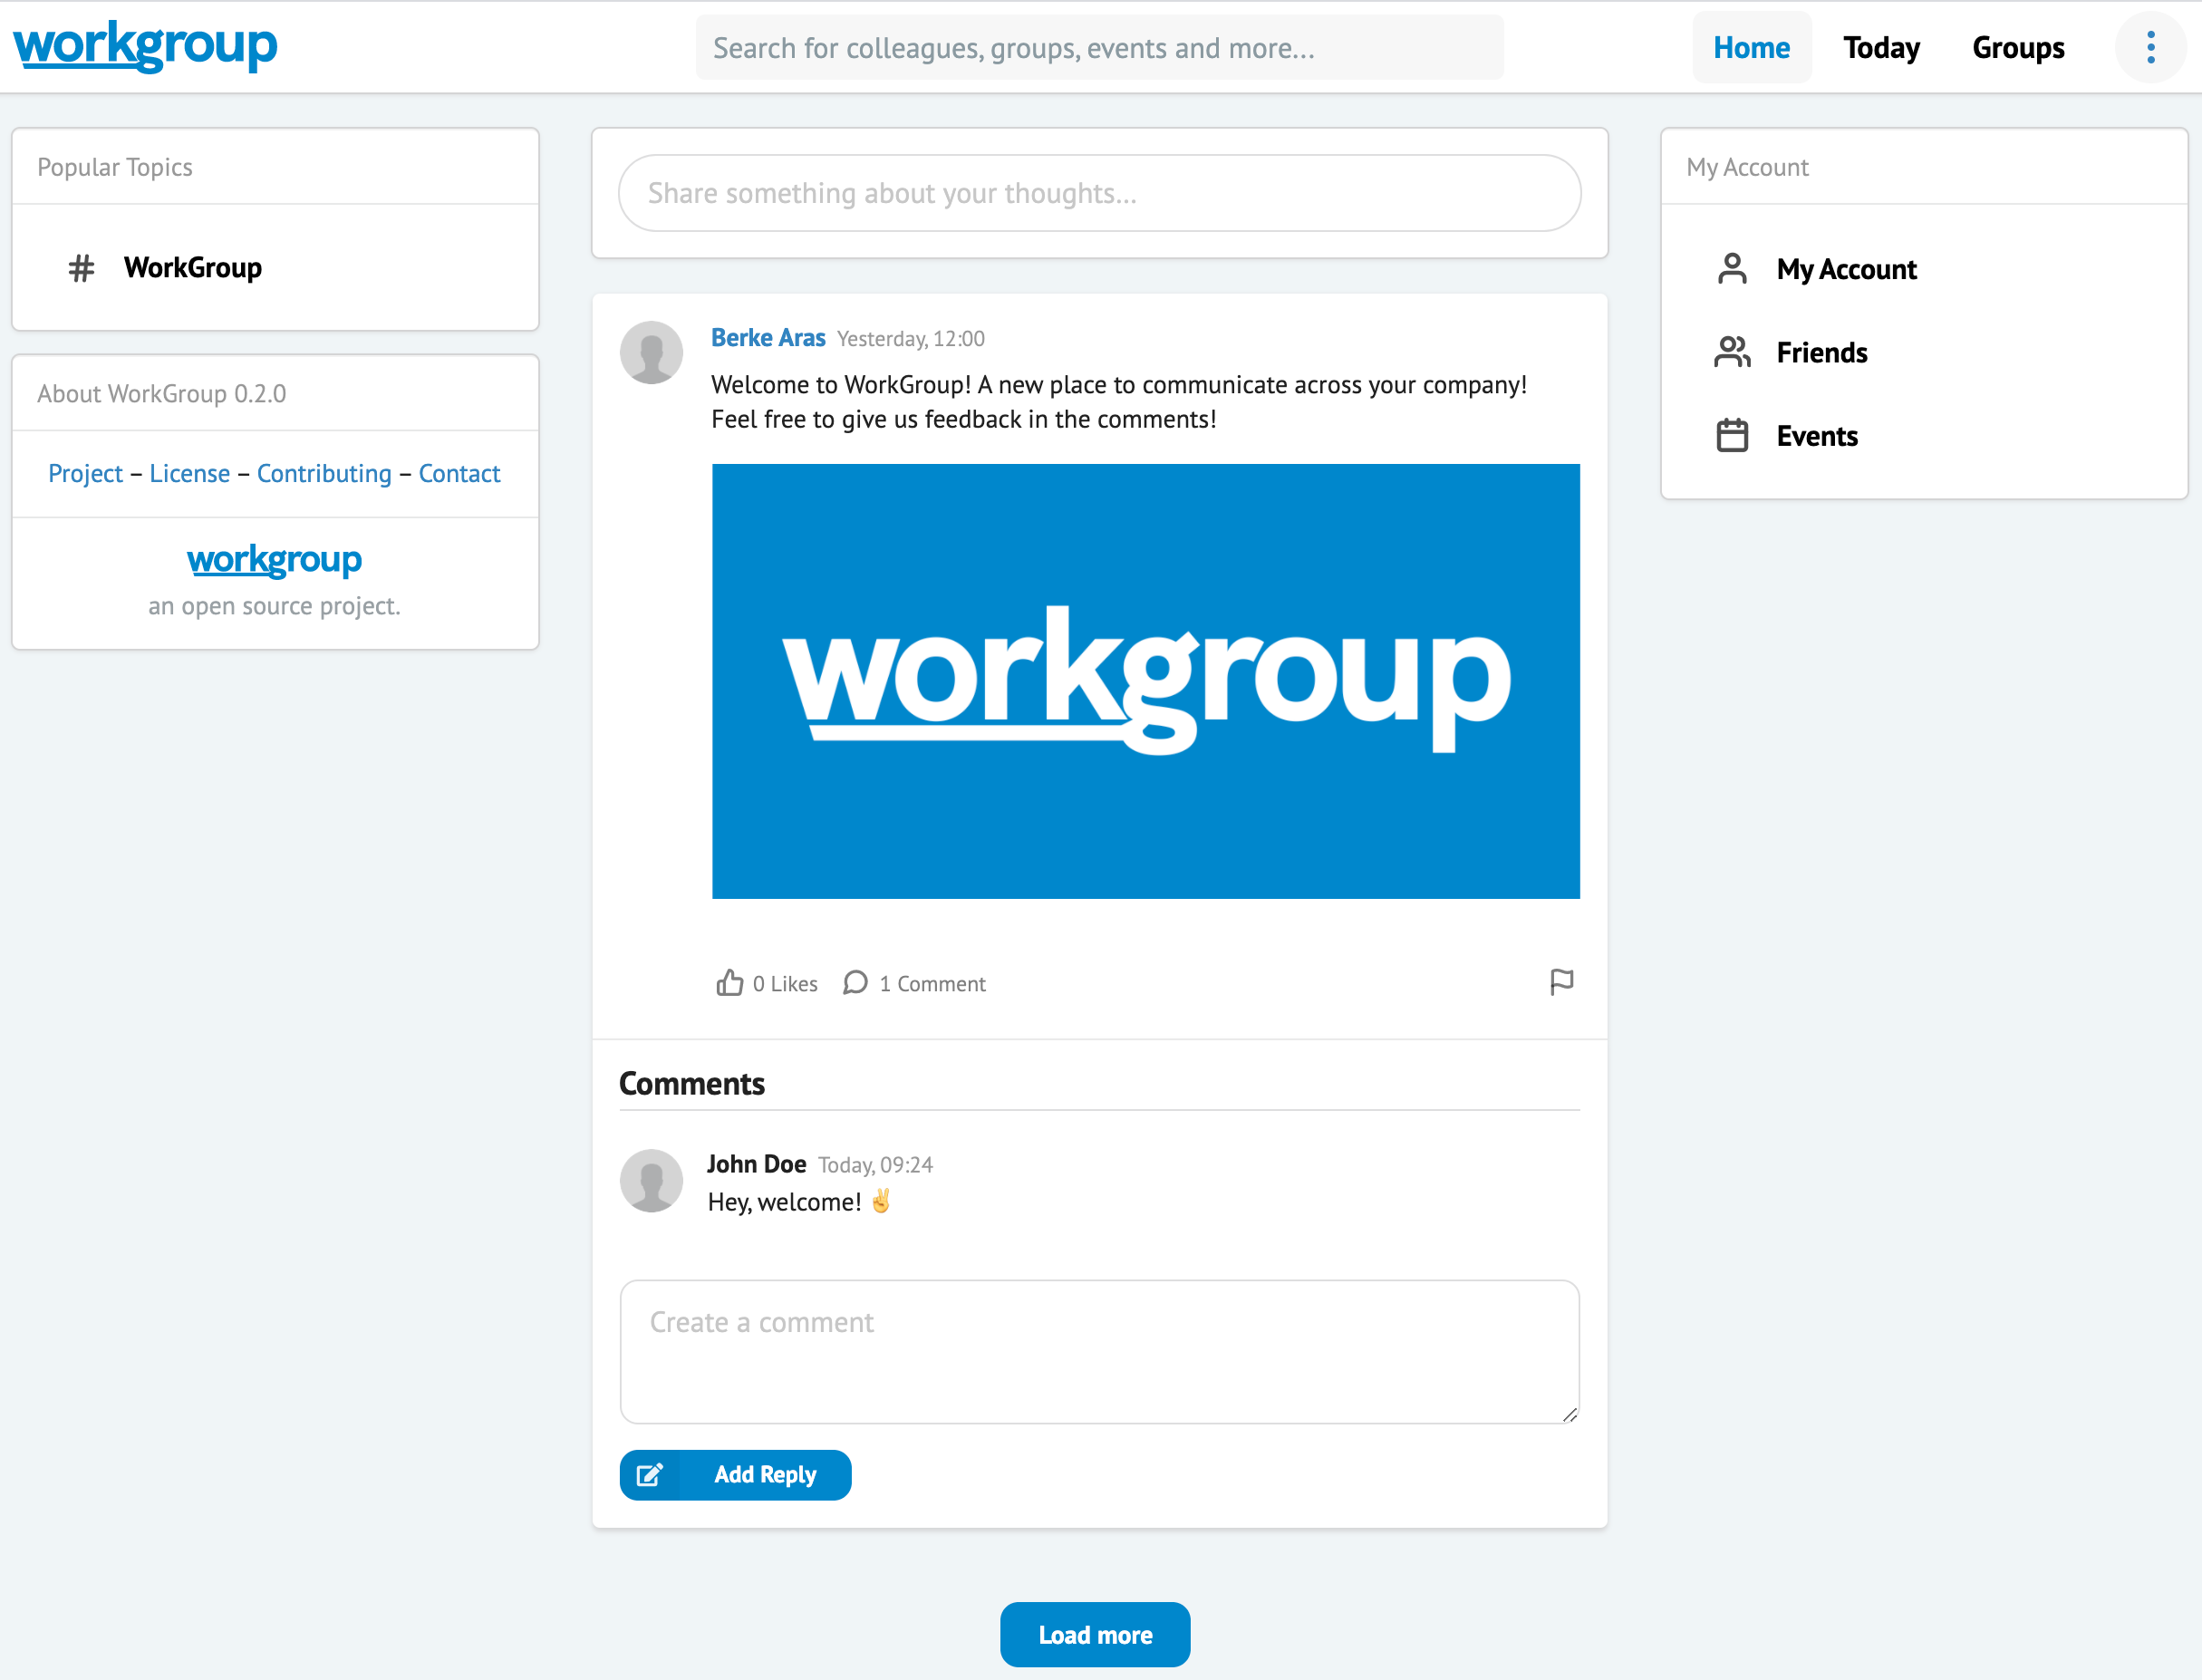 workgroup
Search for colleagues, groups, events and more...
Home
Today
Groups
Popular Topics
# WorkGroup
About WorkGroup 0.2.0
Project – License – Contributing – Contact
workgroup
an open source project.
Share something about your thoughts...
Berke Aras Yesterday, 12:00
Welcome to WorkGroup! A new place to communicate across your company!
Feel free to give us feedback in the comments!
workgroup
0 Likes
1 Comment
Comments
John Doe Today, 09:24
Hey, welcome! ✌️
Create a comment
Add Reply
Load more
My Account
My Account
Friends
Events